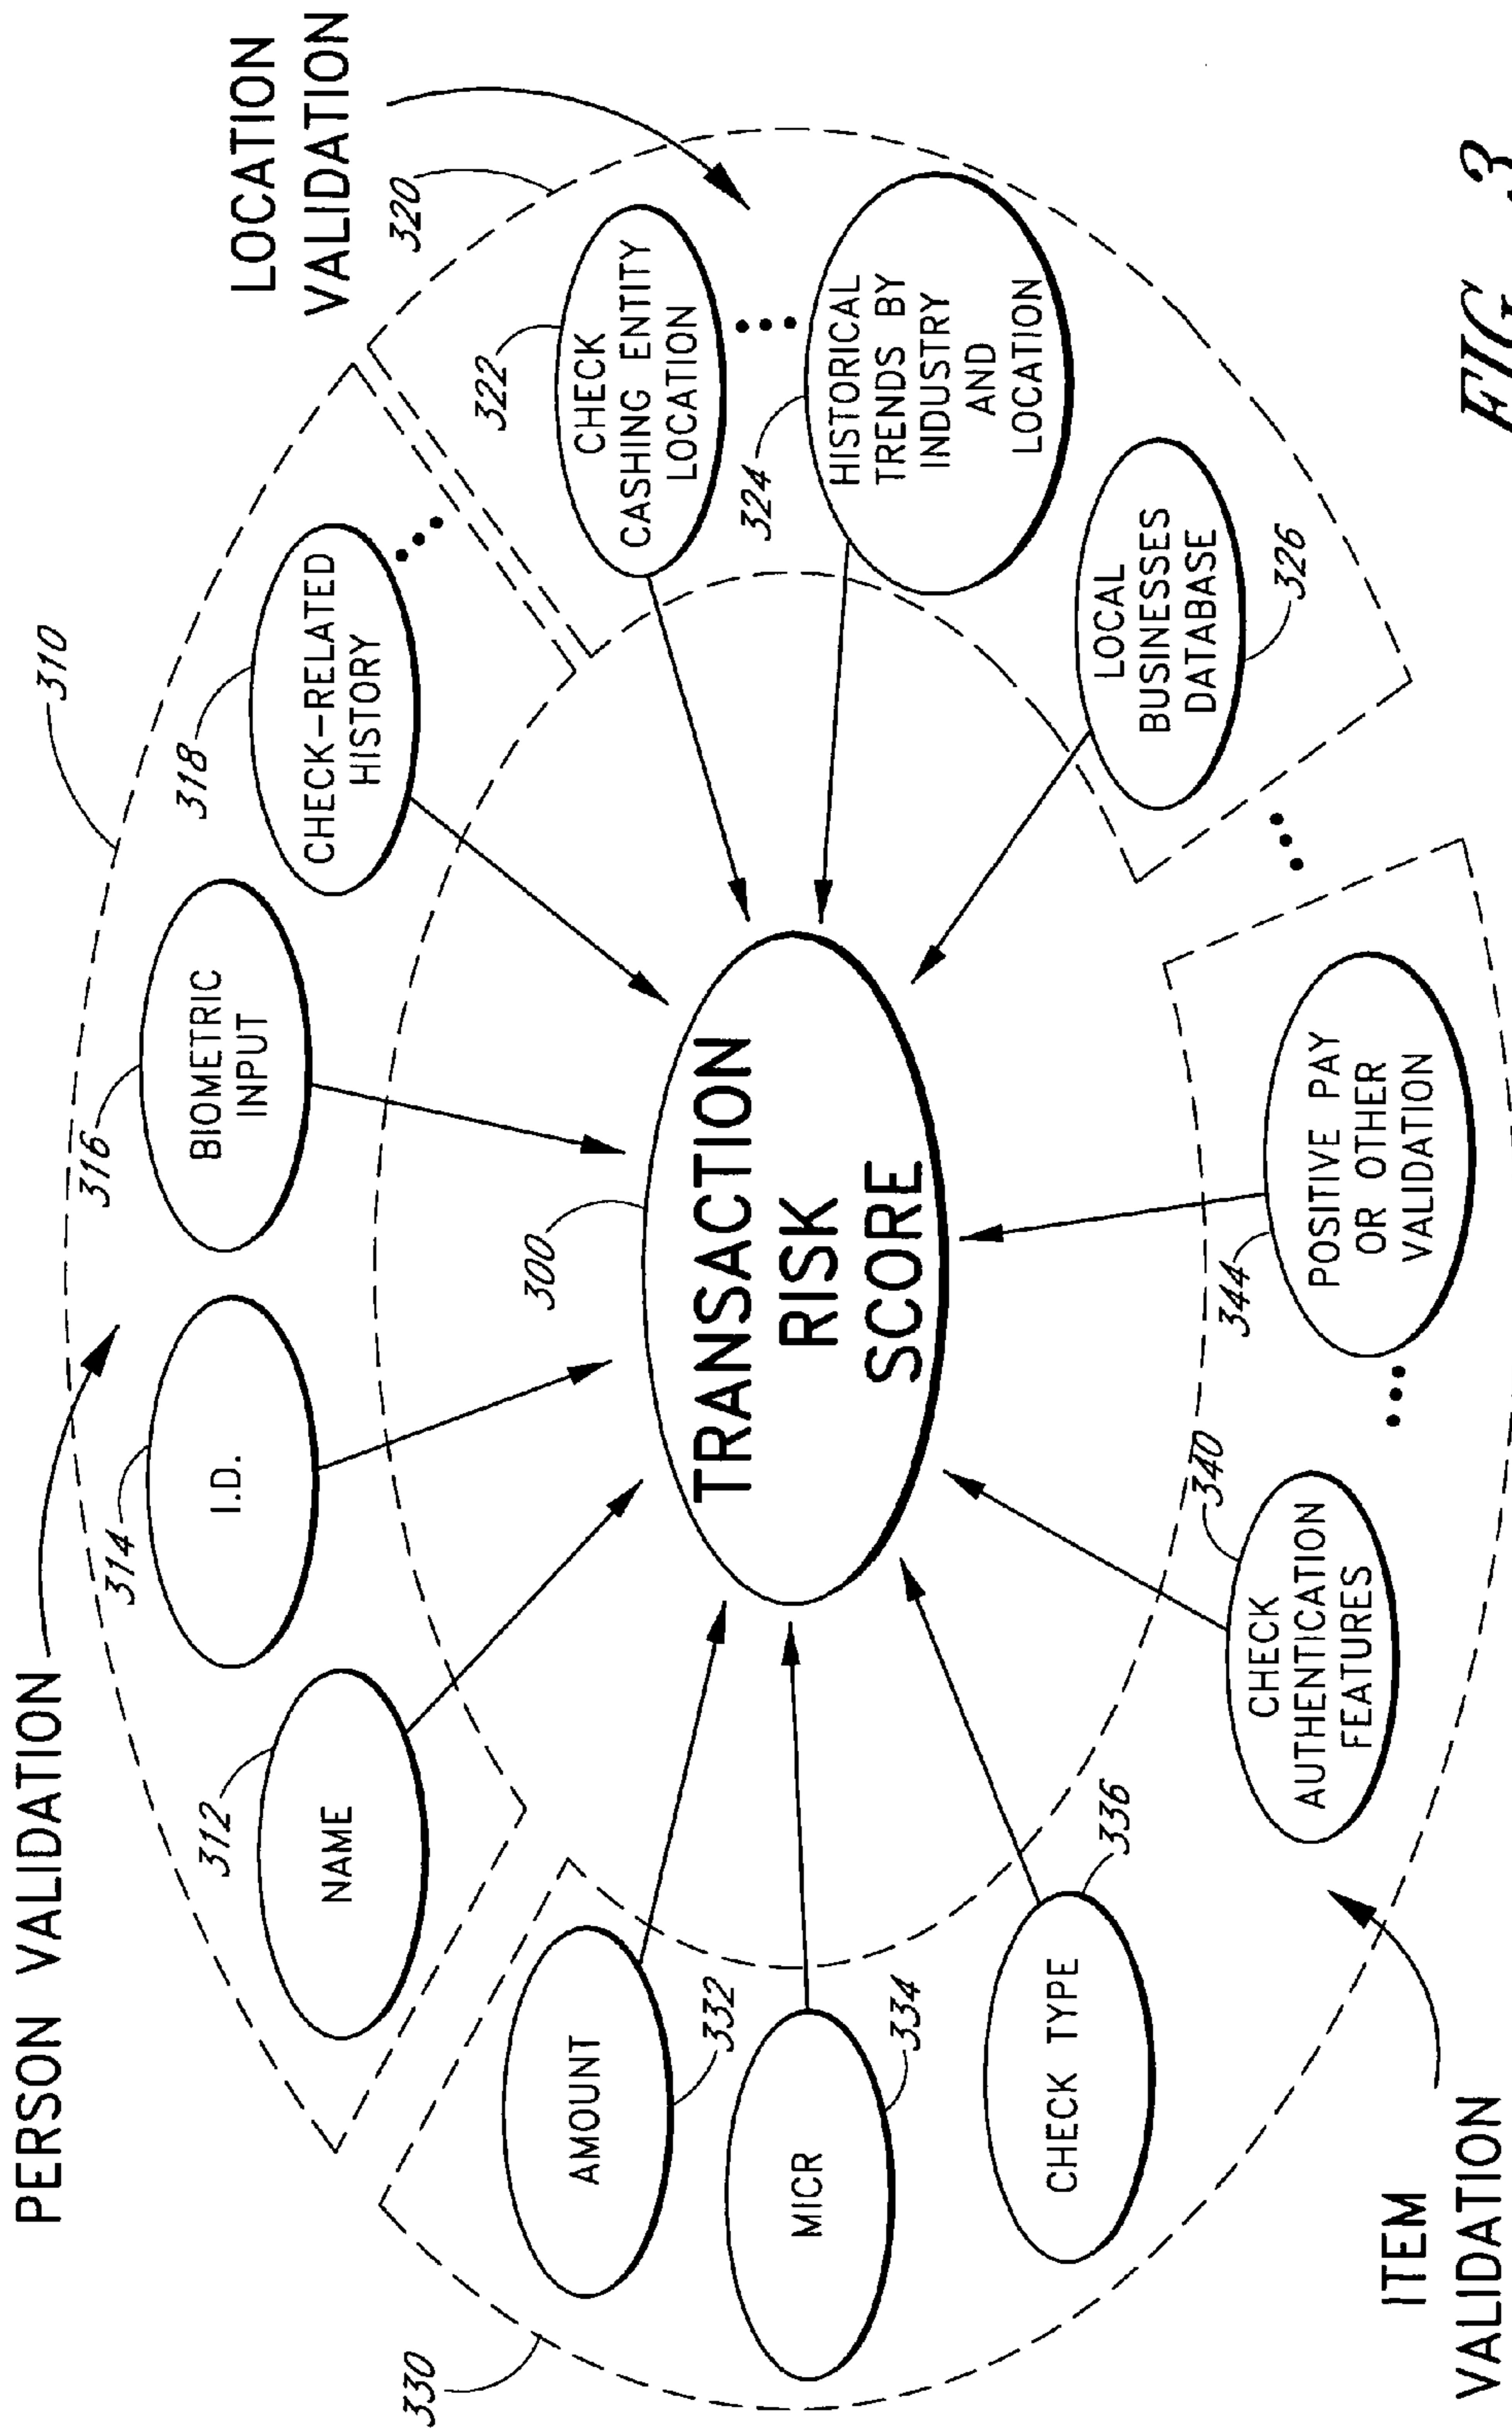 PERSON VALIDATION
310
LOCATION
VALIDATION
312
NAME
314
I.D.
316
BIOMETRIC
INPUT
318
CHECK-RELATED
HISTORY
320
322
CHECK
CASHING ENTITY
LOCATION
324
HISTORICAL
TRENDS BY
INDUSTRY
AND
LOCATION
LOCAL
BUSINESSES
DATABASE
326
300
TRANSACTION
RISK
SCORE
330
AMOUNT
332
MICR
334
CHECK TYPE
336
340
CHECK
AUTHENTICATION
FEATURES
344
POSITIVE PAY
OR OTHER
VALIDATION
ITEM
VALIDATION
FIG. 3